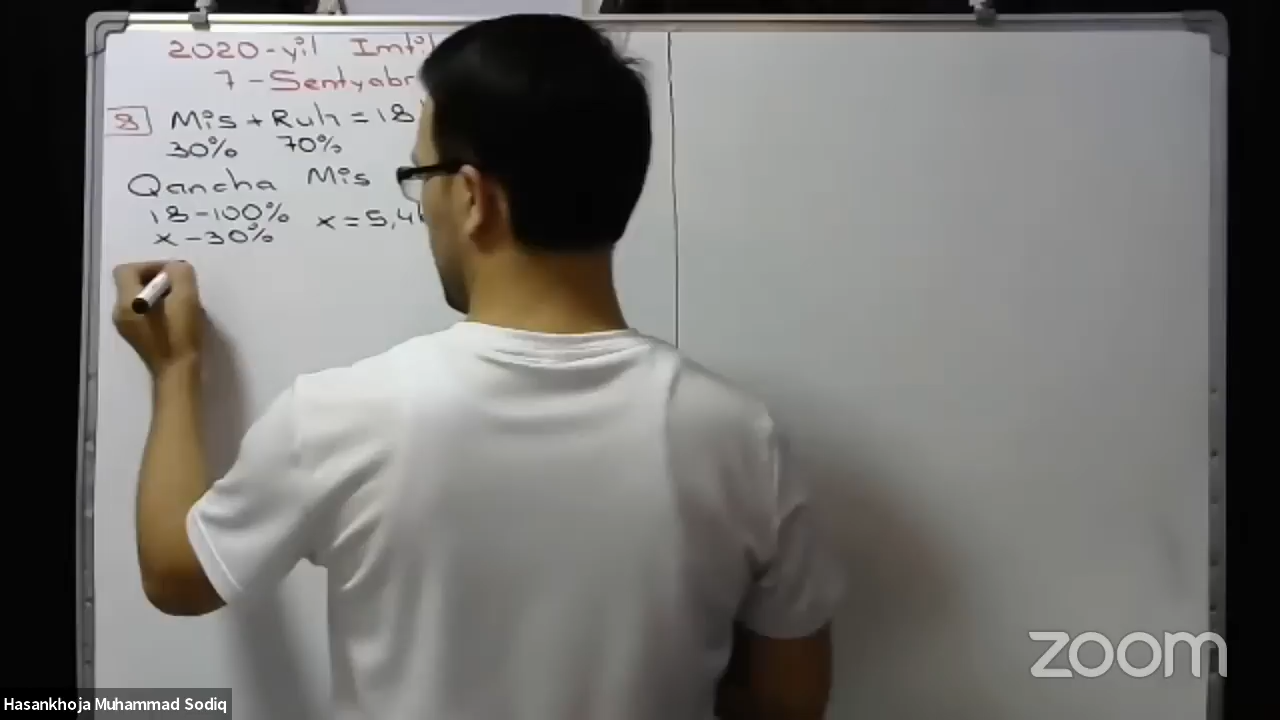 2020-yil
7-Sentyabr
8 Mis + Ruh = 18
30% 70%
Qancha Mis
18-100% x=5,4
x-30%
zoom
Hasankhoja Muhammad Sodiq